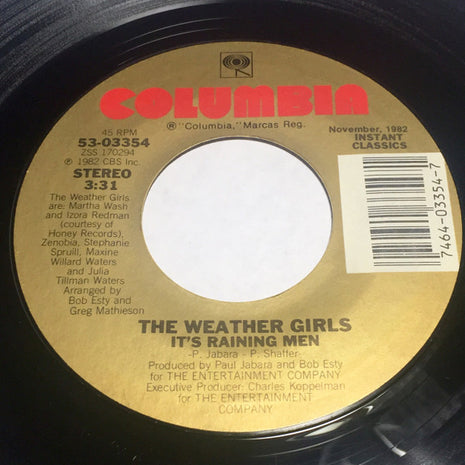 COLUMBIA
® "Columbia," Marcas Reg.
45 RPM
53-03354
ZSS 170294
℗ 1982 CBS Inc.
STEREO
3:31
The Weather Girls
are: Martha Wash
and Izora Redman
(courtesy of
Honey Records),
Zenobia, Stephanie
Spruill, Maxine
Willard Waters
and Julia
Tillman Waters
Arranged by
Bob Esty and
Greg Mathieson
November, 1982
INSTANT
CLASSICS
7464-03354-7
THE WEATHER GIRLS
IT'S RAINING MEN
-P. Jabara - P. Shaffer-
Produced by Paul Jabara and Bob Esty
for THE ENTERTAINMENT COMPANY
Executive Producer: Charles Koppelman
for THE ENTERTAINMENT
COMPANY